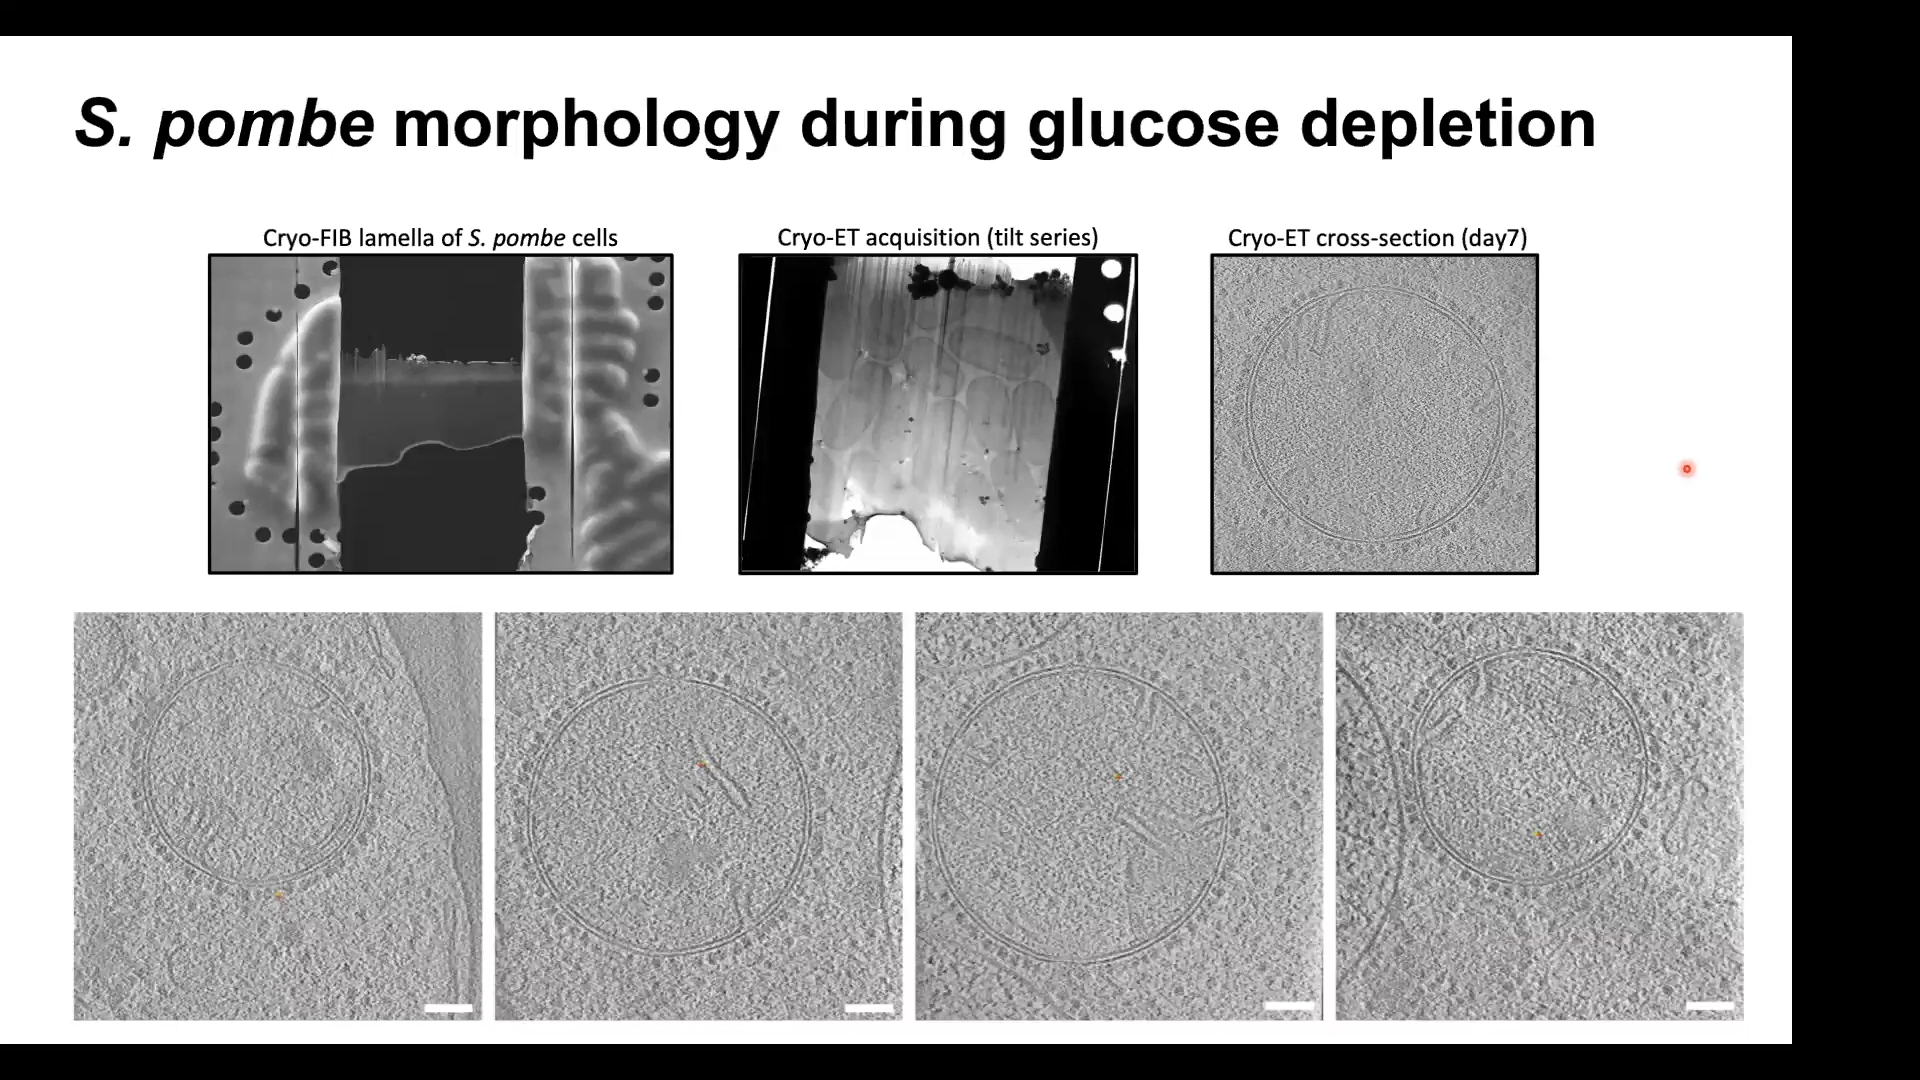 S. pombe morphology during glucose depletion
Cryo-FIB lamella of S. pombe cells
Cryo-ET acquisition (tilt series)
Cryo-ET cross-section (day7)